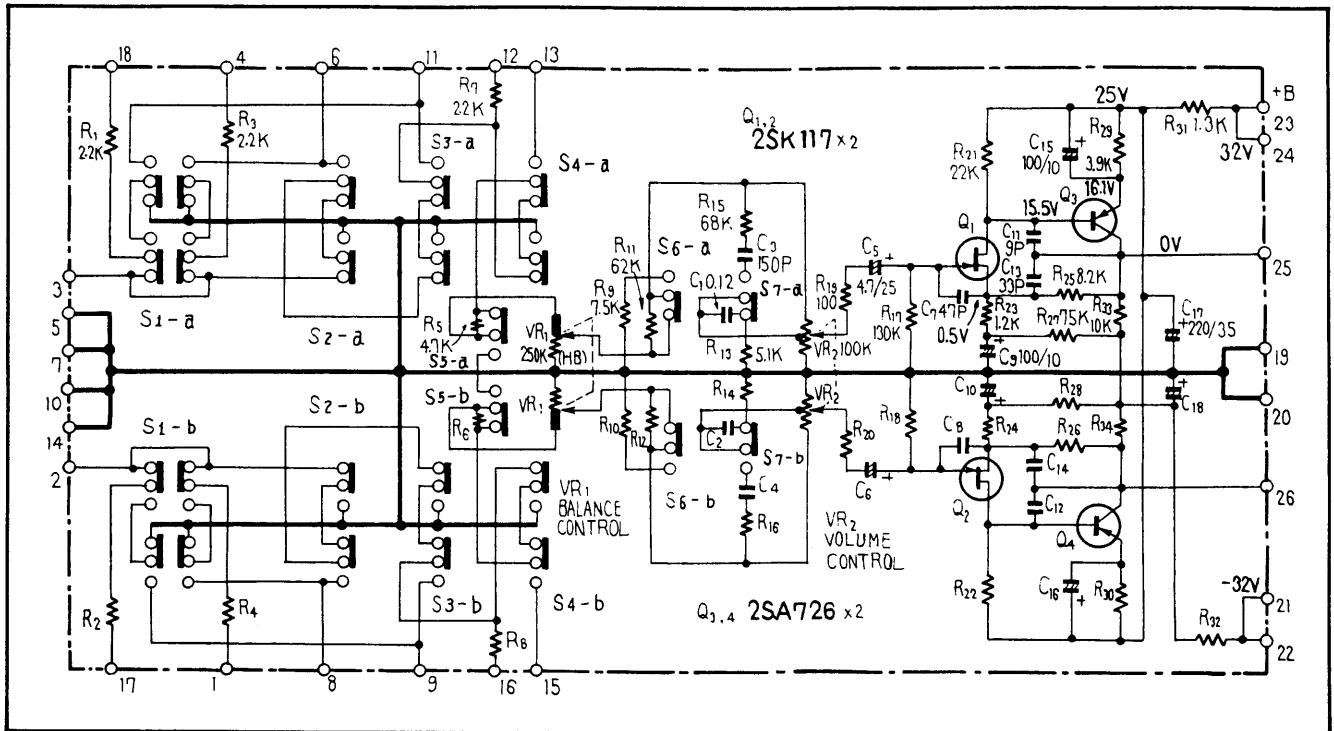 18
4
6
11
12
13
R1
2.2K
R3
2.2K
R7
2.2K
S3-a
S4-a
Q1,2
2SK117×2
25V
+B
23
R31 1.3K
32V
24
R21
22K
C15
100/10
R29
3.9K
Q3
16.1V
15.5V
Q1
C11
9P
0V
25
R15
68K
C3
150P
R11
62K
S6-a
R9
7.5K
C1 0.12
S7-a
C5
4.7/25
R19
100
C13
33P
R25 8.2K
C7 47P
R17
130K
0.5V
R23
1.2K
R27 75K
R33
10K
C17
+220/35
3
S1-a
S2-a
R5
4.7K
S5-a
VR1
250K
(HB)
R13
5.1K
VR2 100K
C9 100/10
5
7
10
14
19
20
S5-b
R6
VR1
R10
R12
R14
C2
S7-b
VR2
R20
R18
C10
R28
C18
R24
R26
R34
C8
C14
2
S1-b
S2-b
S6-b
C4
C6
Q2
C12
26
VR1
BALANCE
CONTROL
R16
VR2
VOLUME
CONTROL
Q4
R2
R4
S3-b
S4-b
R8
Q3,4 2SA726×2
R22
C16
R30
R32
-32V
21
22
17
1
8
9
16
15